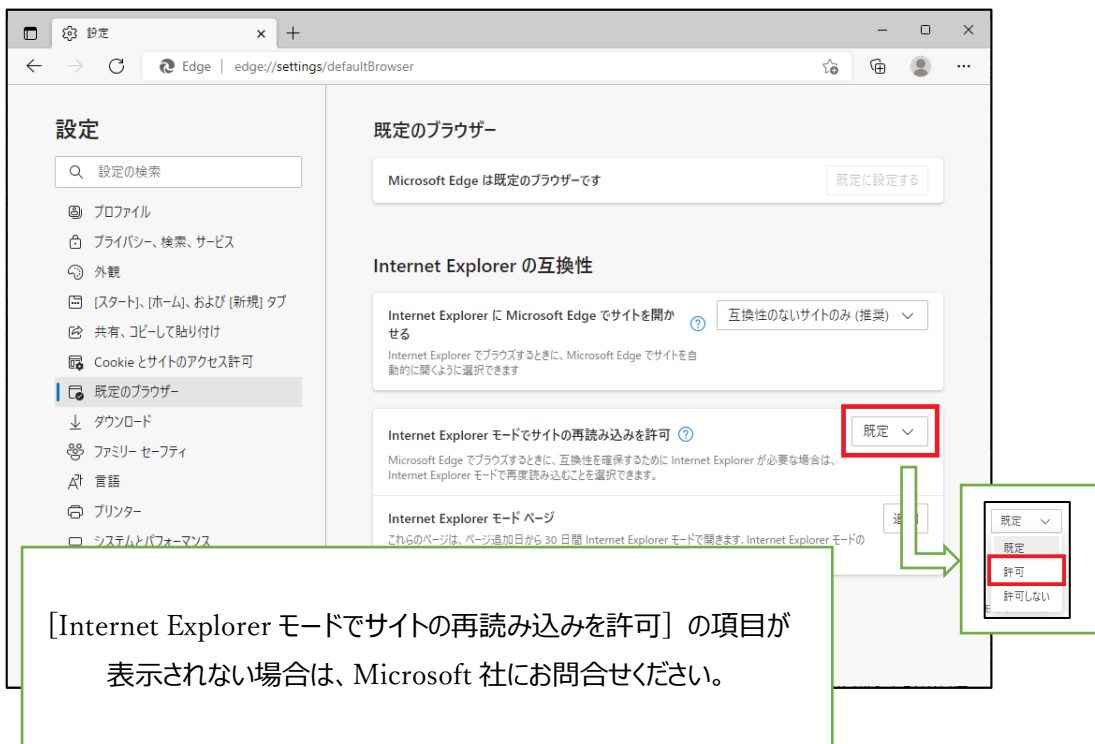 設定
Edge | edge://settings/defaultBrowser
設定
設定の検索
プロファイル
プライバシー、検索、サービス
外観
[スタート]、[ホーム]、および [新規] タブ
共有、コピーして貼り付け
Cookie とサイトのアクセス許可
既定のブラウザー
ダウンロード
ファミリー セーフティ
言語
プリンター
システムとパフォーマンス
既定のブラウザー
Microsoft Edge は既定のブラウザーです
既定に設定する
Internet Explorer の互換性
Internet Explorer に Microsoft Edge でサイトを開か
せる
互換性のないサイトのみ (推奨)
Internet Explorer でブラウズするときに、Microsoft Edge でサイトを自
動的に開くように選択できます
Internet Explorer モードでサイトの再読み込みを許可
既定
Microsoft Edge でブラウズするときに、互換性を確保するために Internet Explorer が必要な場合は、
Internet Explorer モードで再度読み込むことを選択できます。
Internet Explorer モード ページ
これらのページは、ページ追加日から 30 日間 Internet Explorer モードで開きます. Internet Explorer モードの
既定
既定
許可
許可しない
[Internet Explorer モードでサイトの再読み込みを許可] の項目が
表示されない場合は、Microsoft 社にお問合せください。